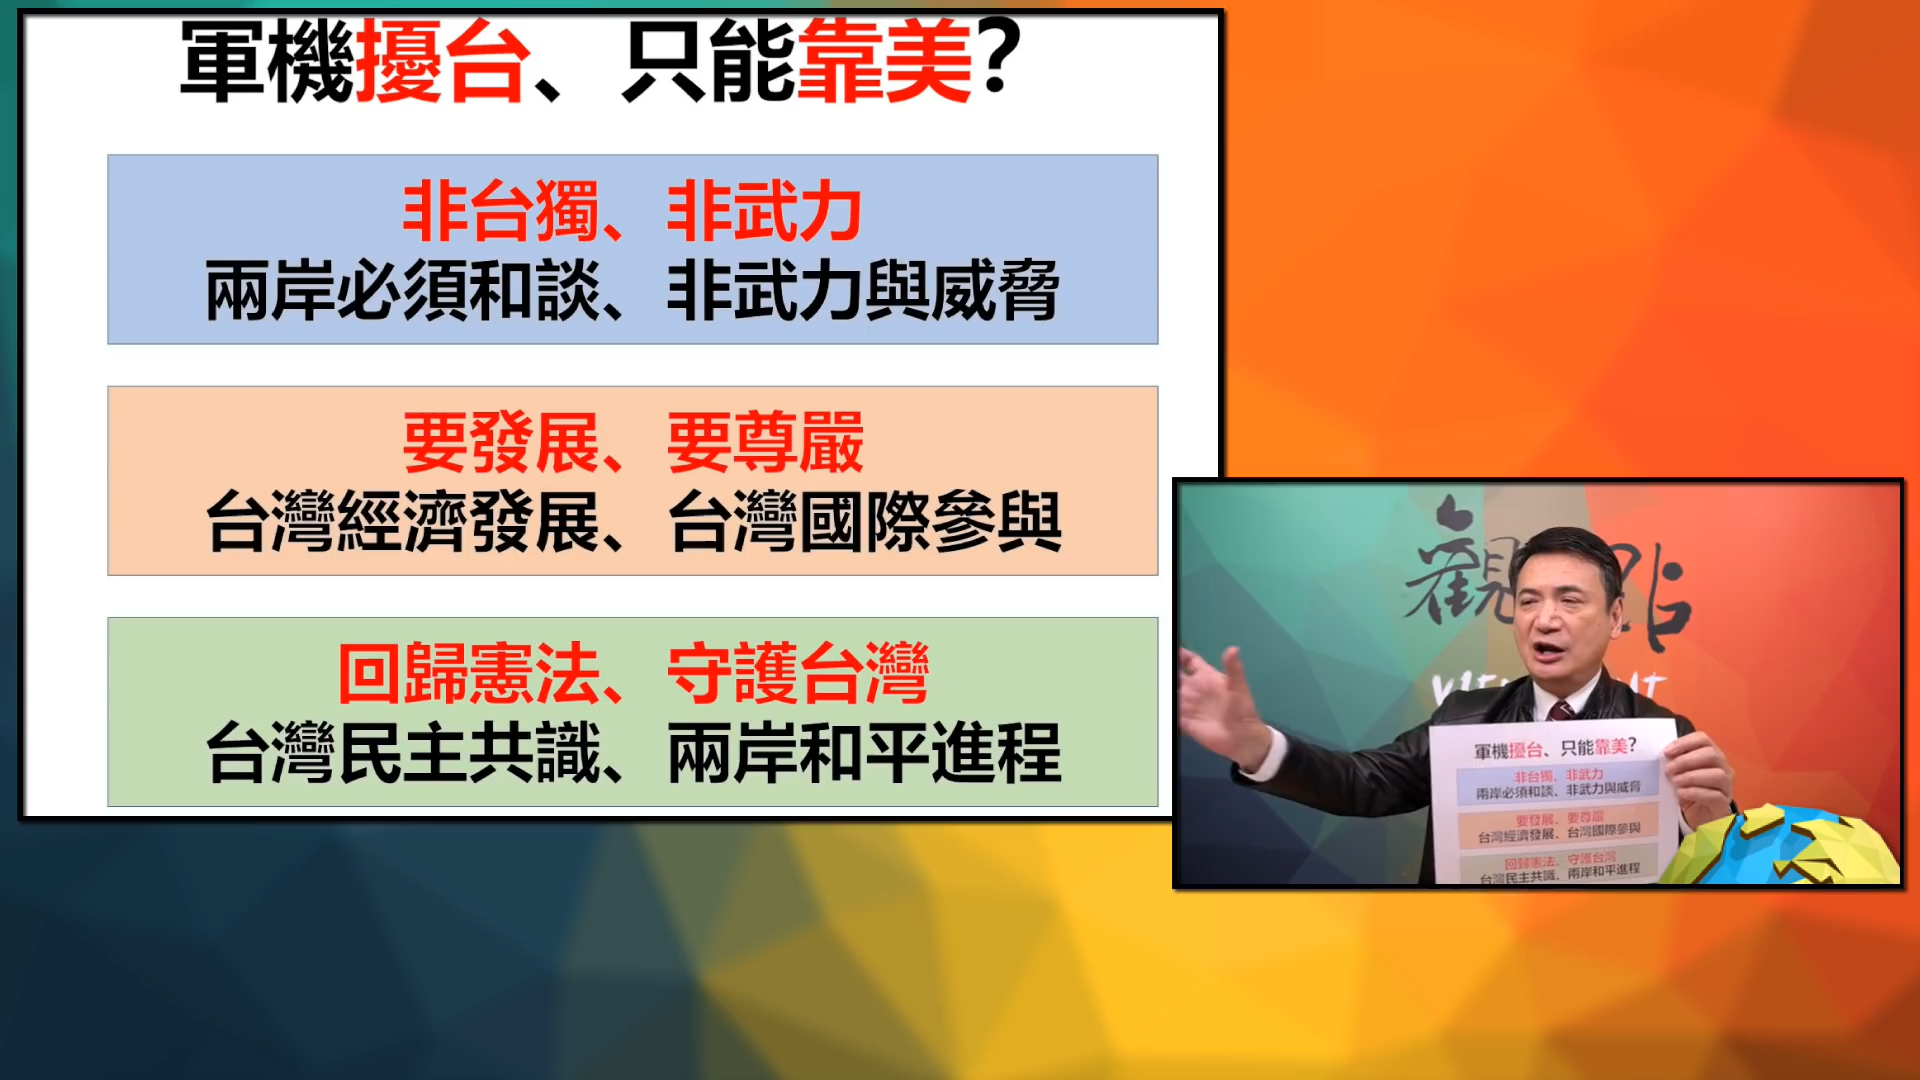 軍機擾台、只能靠美?
非台獨、非武力
兩岸必須和談、非武力與威脅
要發展、要尊嚴
台灣經濟發展、台灣國際參與
回歸憲法、守護台灣
台灣民主共識、兩岸和平進程
觀點
軍機擾台、只能靠美?
非台獨、非武力
兩岸必須和談、非武力與威脅
要發展、要尊嚴
台灣經濟發展、台灣國際參與
回歸憲法、守護台灣
台灣民主共識、兩岸和平進程